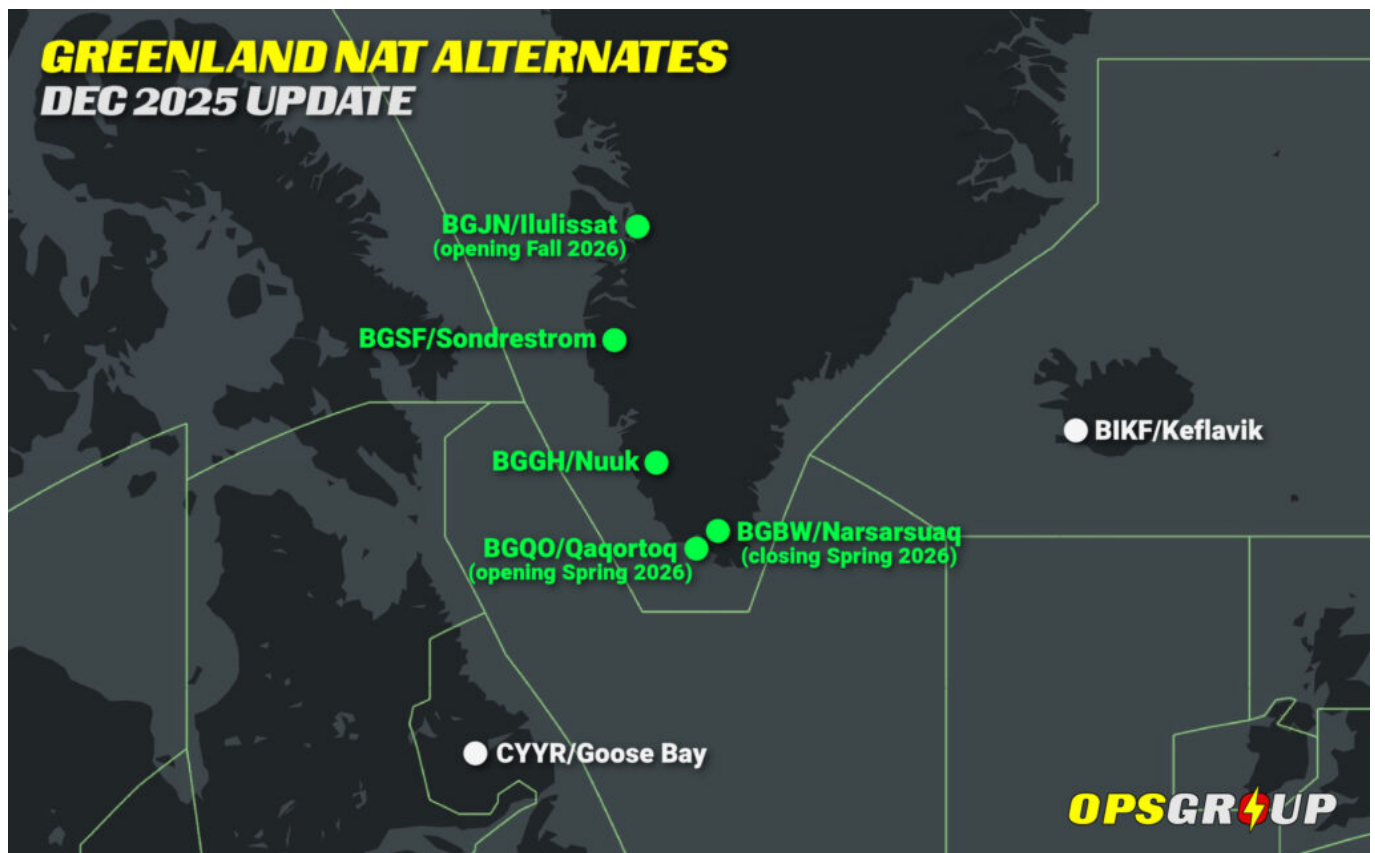 GREENLAND NAT ALTERNATES
DEC 2025 UPDATE
BGJN/Ilulissat
(opening Fall 2026)
BGSF/Sondrestrom
BIKF/Keflavik
BGGH/Nuuk
BGBW/Narsarsuaq
(closing Spring 2026)
BGQO/Qaqortoq
(opening Spring 2026)
CYYR/Goose Bay
OPSGROUP